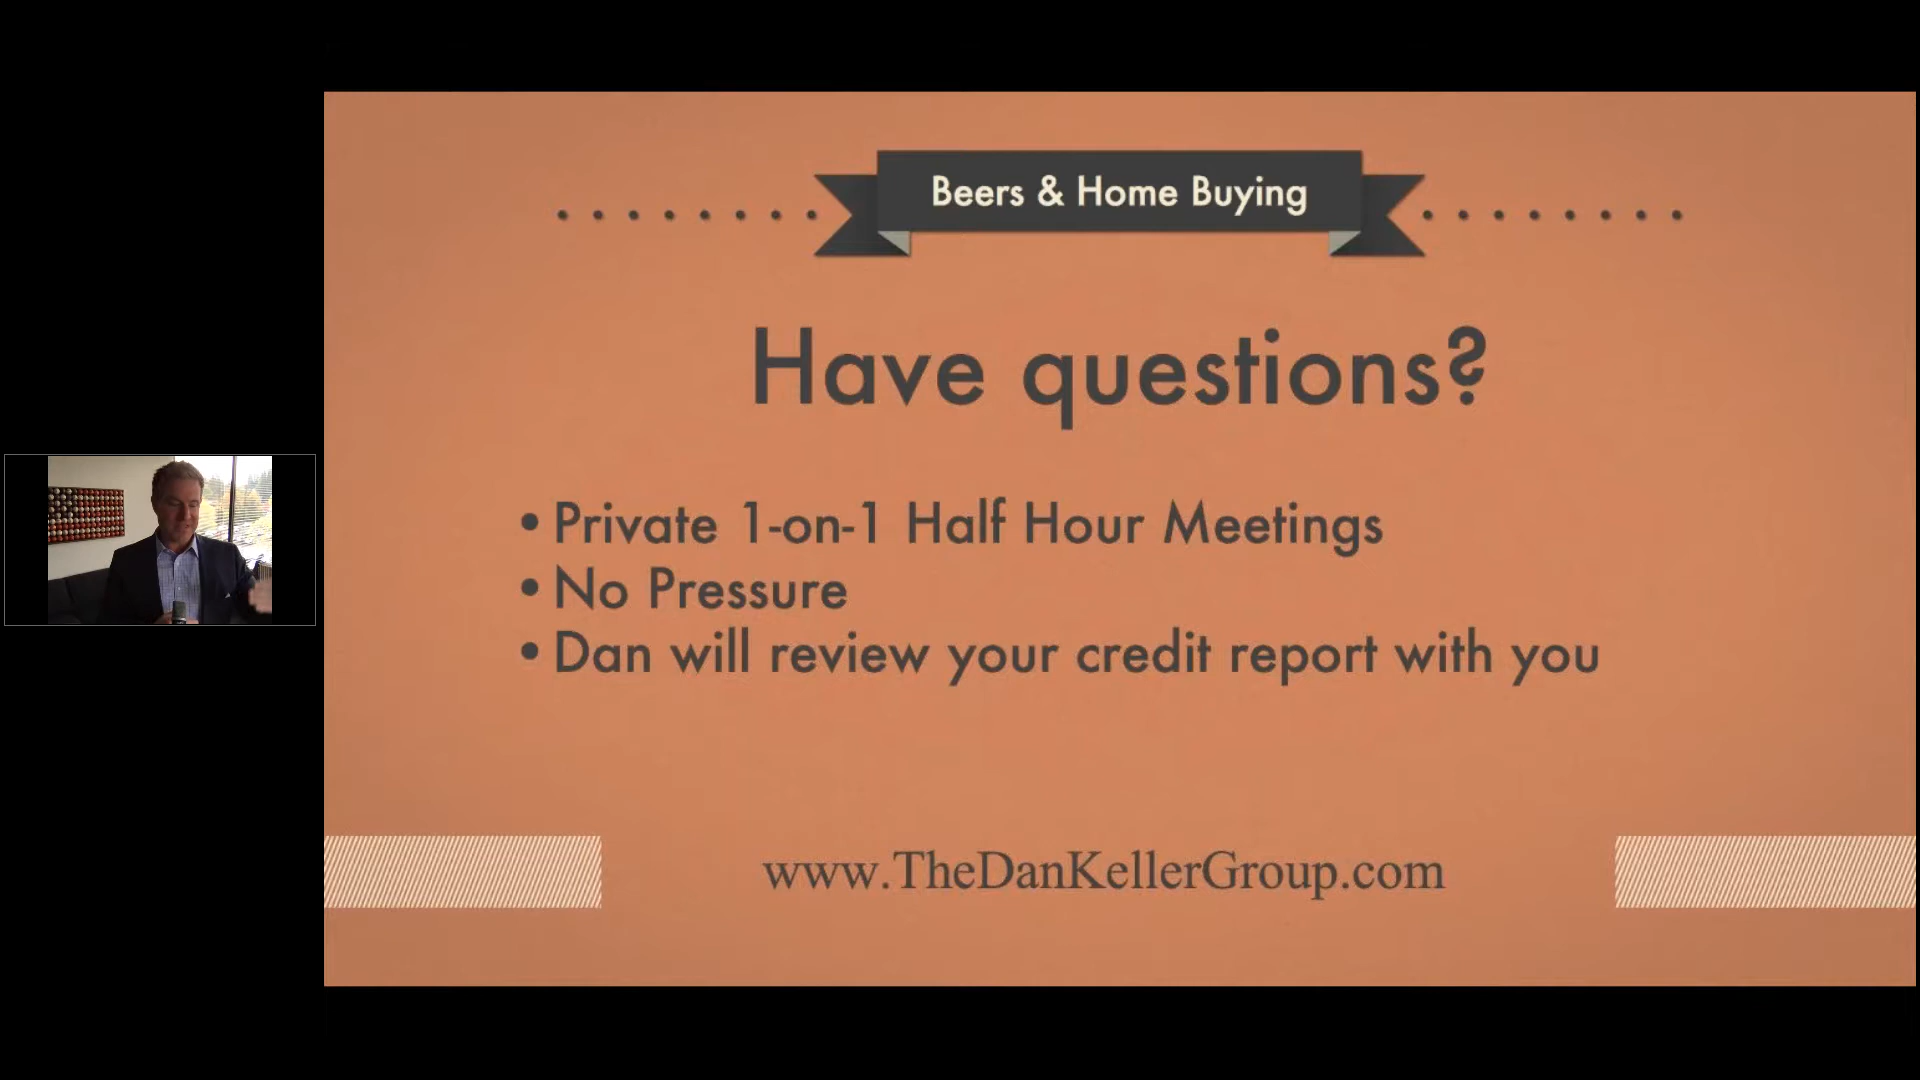 Beers & Home Buying
Have questions?
• Private 1-on-1 Half Hour Meetings
• No Pressure
• Dan will review your credit report with you
www.TheDanKellerGroup.com